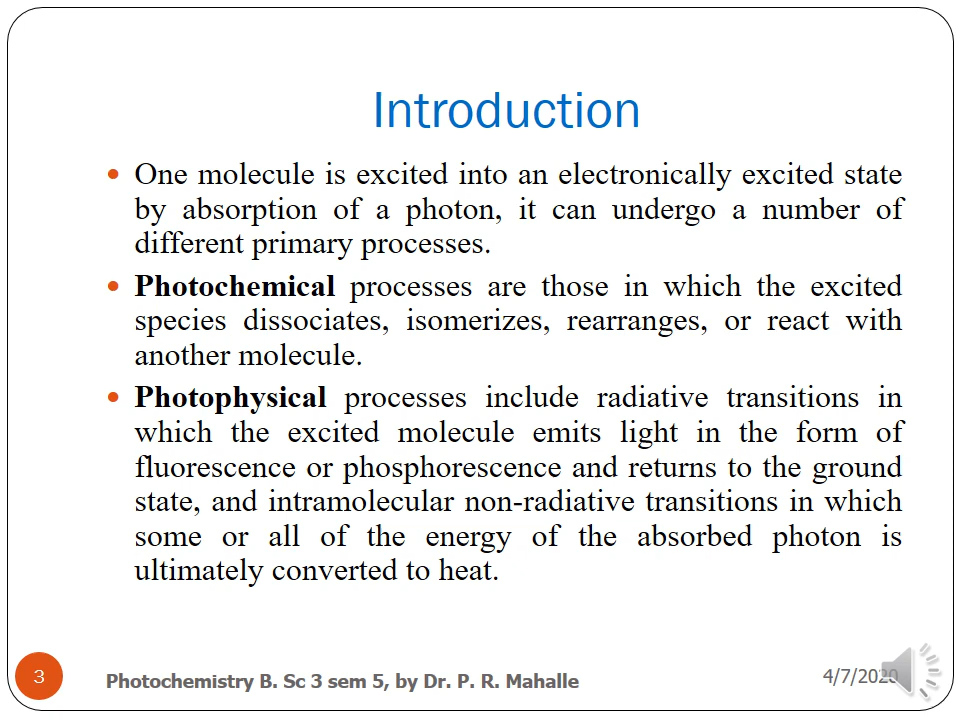 Introduction
• One molecule is excited into an electronically excited state
by absorption of a photon, it can undergo a number of
different primary processes.
• Photochemical processes are those in which the excited
species dissociates, isomerizes, rearranges, or react with
another molecule.
• Photophysical processes include radiative transitions in
which the excited molecule emits light in the form of
fluorescence or phosphorescence and returns to the ground
state, and intramolecular non-radiative transitions in which
some or all of the energy of the absorbed photon is
ultimately converted to heat.
3
Photochemistry B. Sc 3 sem 5, by Dr. P. R. Mahalle
4/7/2020